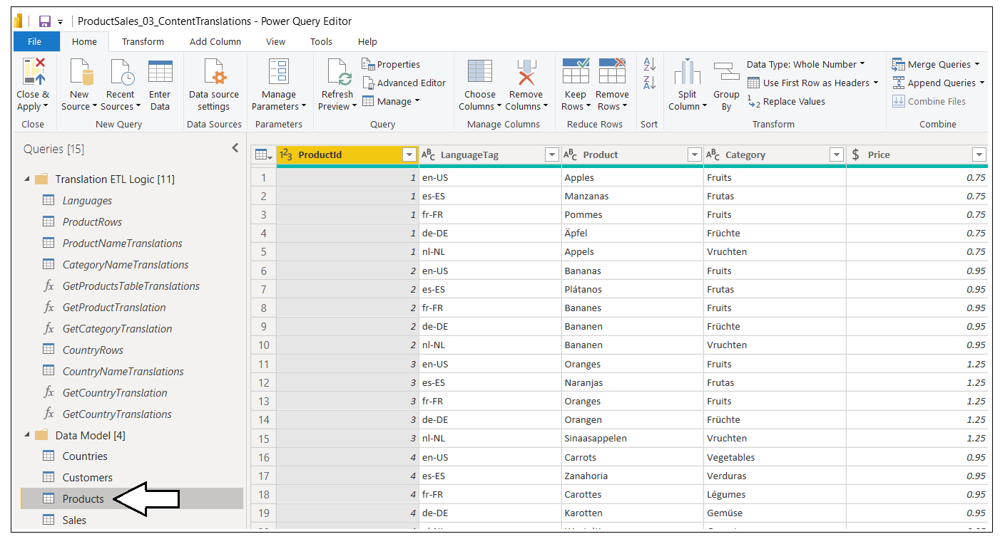 ProductSales_03_ContentTranslations - Power Query Editor
File Home Transform Add Column View Tools Help
Close & Apply
New Source
Recent Sources
Enter Data
Data source settings
Manage Parameters
Refresh Preview
Properties
Advanced Editor
Manage
Choose Columns
Remove Columns
Keep Rows
Remove Rows
Split Column
Group By
Data Type: Whole Number
Use First Row as Headers
Replace Values
Merge Queries
Append Queries
Combine Files
Close New Query Data Sources Parameters Query Manage Columns Reduce Rows Sort Transform Combine
Queries [15]
Translation ETL Logic [11]
Languages
ProductRows
ProductNameTranslations
CategoryNameTranslations
fx GetProductsTableTranslations
fx GetProductTranslation
fx GetCategoryTranslation
CountryRows
CountryNameTranslations
fx GetCountryTranslation
fx GetCountryTranslations
Data Model [4]
Countries
Customers
Products
Sales
123 ProductId ABC LanguageTag ABC Product ABC Category $ Price
1 1 en-US Apples Fruits 0.75
2 1 es-ES Manzanas Frutas 0.75
3 1 fr-FR Pommes Fruits 0.75
4 1 de-DE Äpfel Früchte 0.75
5 1 nl-NL Appels Vruchten 0.75
6 2 en-US Bananas Fruits 0.95
7 2 es-ES Plátanos Frutas 0.95
8 2 fr-FR Bananes Fruits 0.95
9 2 de-DE Bananen Früchte 0.95
10 2 nl-NL Bananen Vruchten 0.95
11 3 en-US Oranges Fruits 1.25
12 3 es-ES Naranjas Frutas 1.25
13 3 fr-FR Oranges Fruits 1.25
14 3 de-DE Orangen Früchte 1.25
15 3 nl-NL Sinaasappelen Vruchten 1.25
16 4 en-US Carrots Vegetables 0.95
17 4 es-ES Zanahoria Verduras 0.95
18 4 fr-FR Carottes Légumes 0.95
19 4 de-DE Karotten Gemüse 0.95